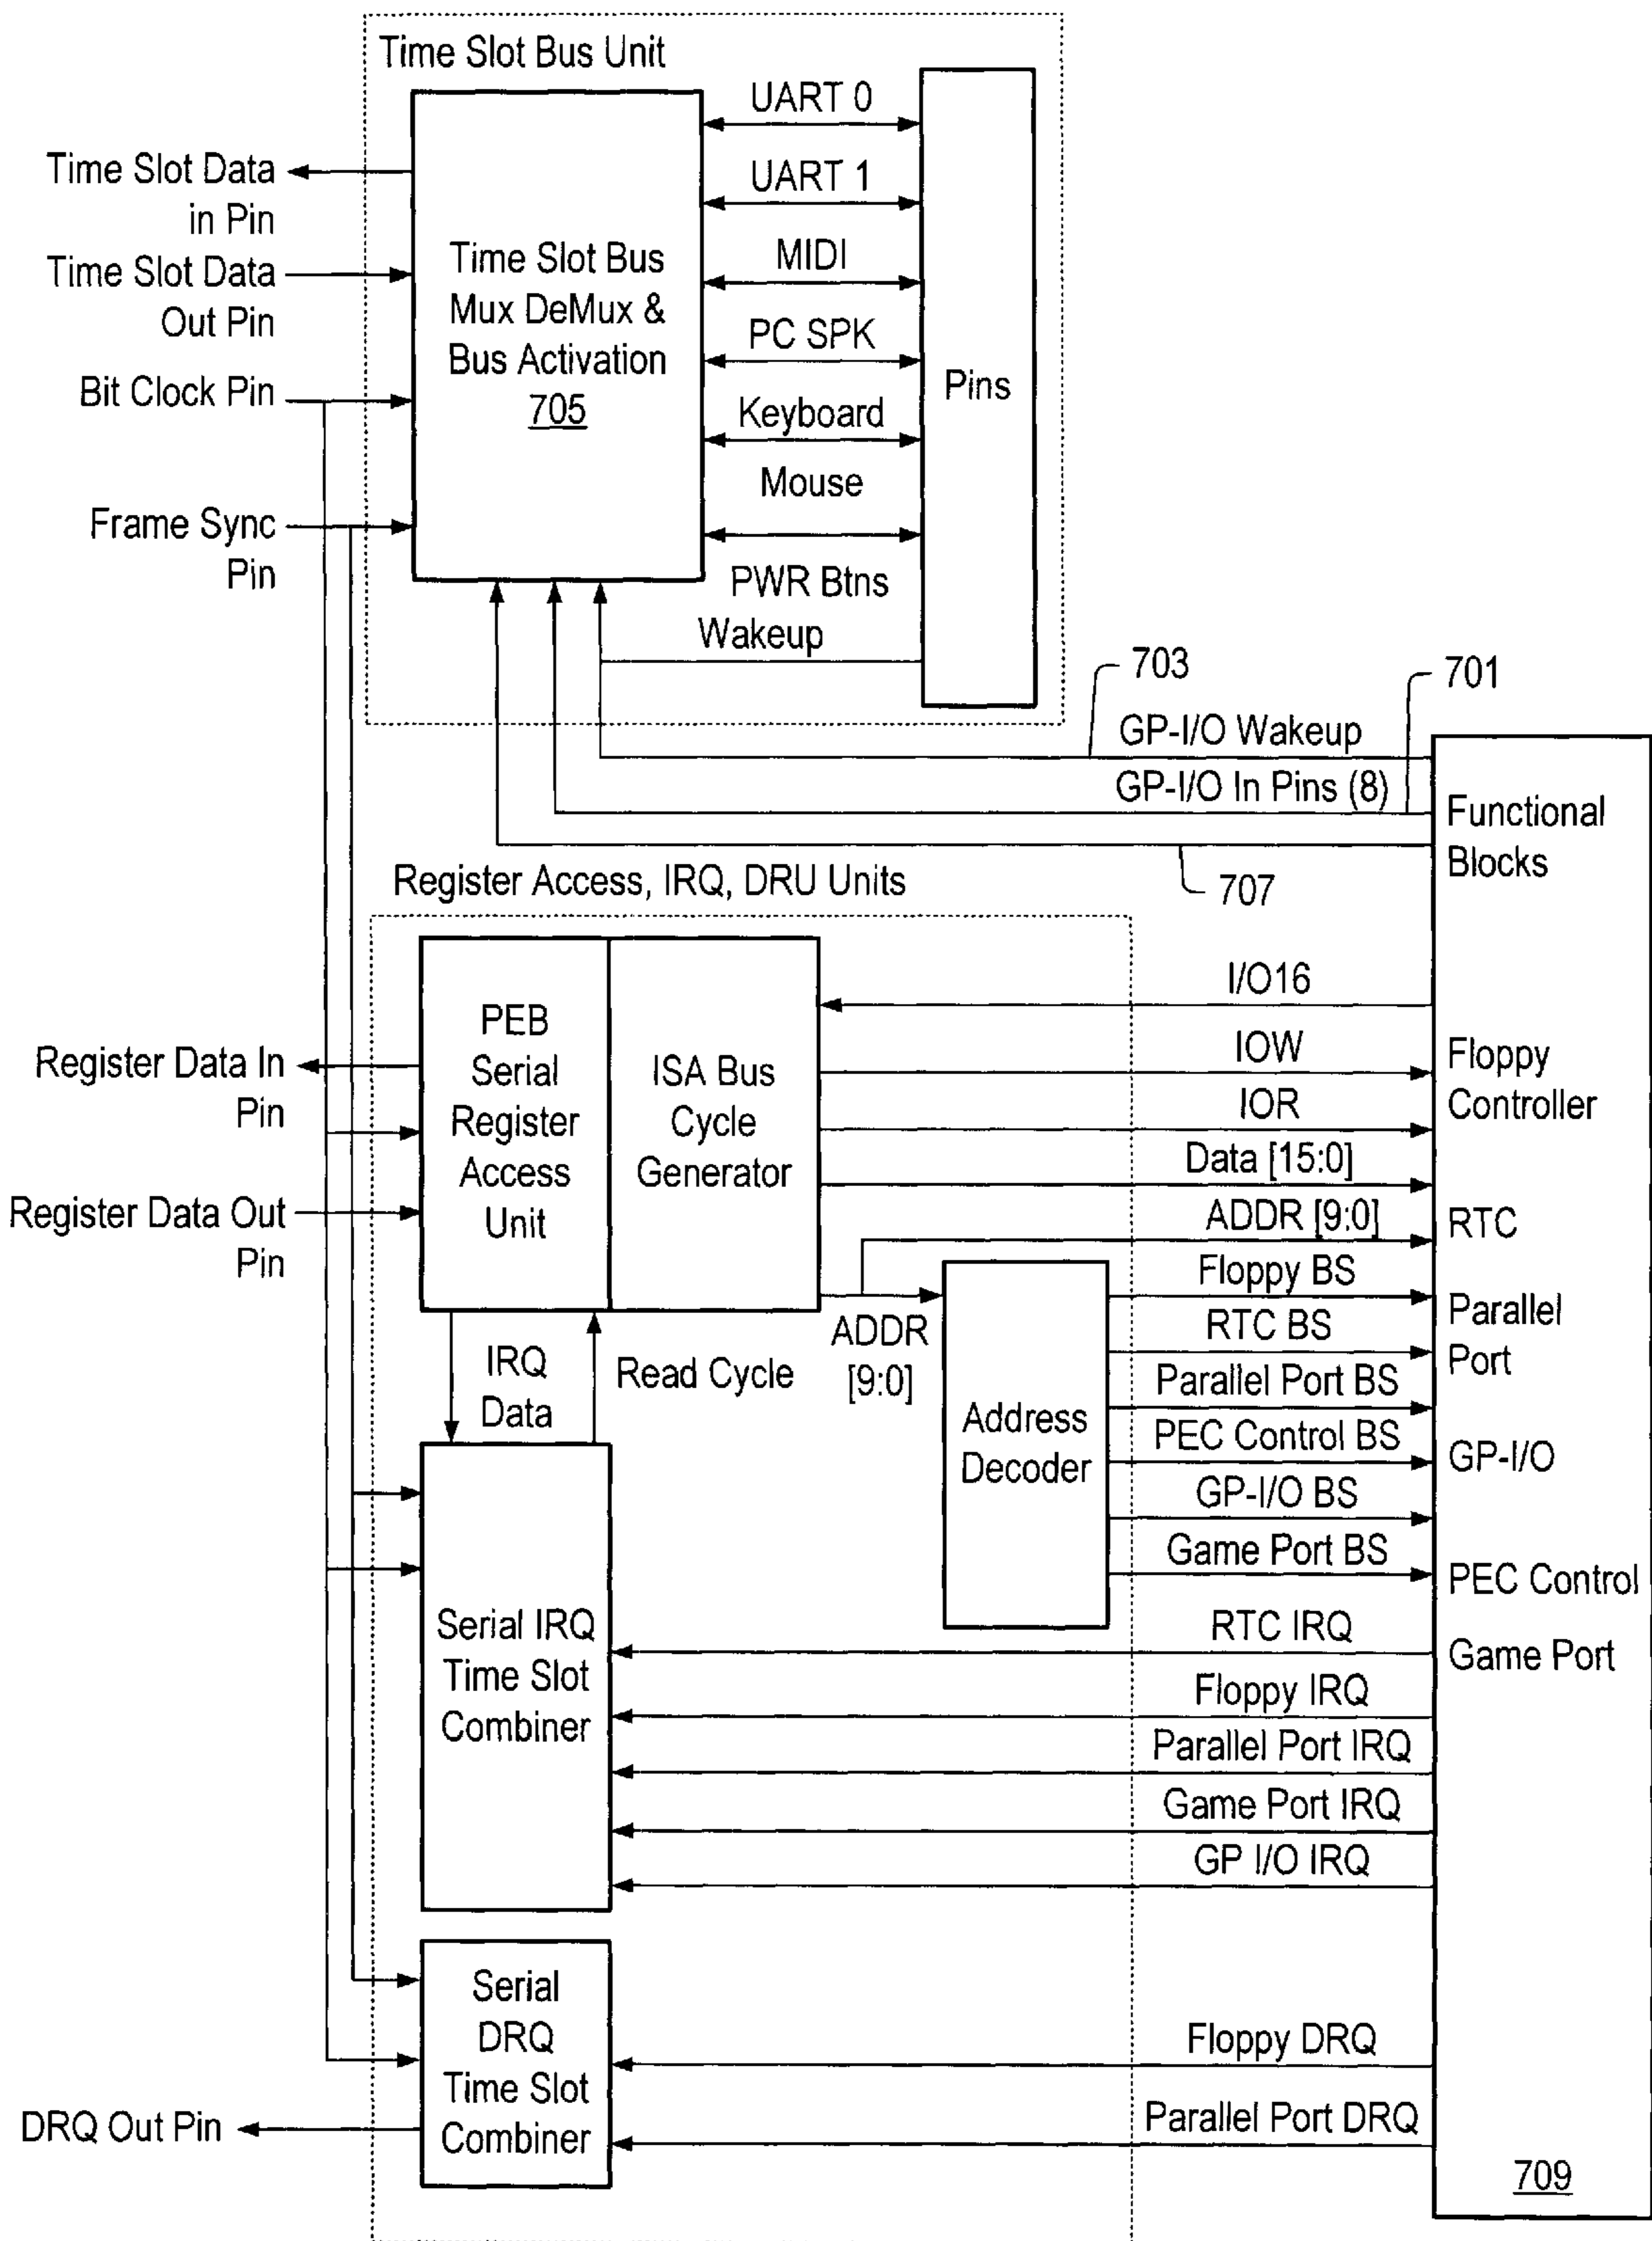 Time Slot Bus Unit
UART 0
Time Slot Data
in Pin
UART 1
Time Slot Bus
Mux DeMux &
Bus Activation
705
MIDI
Time Slot Data
Out Pin
PC SPK
Pins
Bit Clock Pin
Keyboard
Mouse
Frame Sync
Pin
PWR Btns
Wakeup
703
701
GP-I/O Wakeup
GP-I/O In Pins (8)
Functional
Blocks
707
Register Access, IRQ, DRU Units
I/O16
PEB
Serial
Register
Access
Unit
ISA Bus
Cycle
Generator
IOW
Floppy
Controller
Register Data In
Pin
IOR
Data [15:0]
Register Data Out
Pin
ADDR [9:0]
RTC
Floppy BS
Parallel
Port
ADDR
[9:0]
RTC BS
IRQ
Data
Read Cycle
Parallel Port BS
Address
Decoder
PEC Control BS
GP-I/O
GP-I/O BS
Game Port BS
PEC Control
Serial IRQ
Time Slot
Combiner
RTC IRQ
Game Port
Floppy IRQ
Parallel Port IRQ
Game Port IRQ
GP I/O IRQ
Serial
DRQ
Time Slot
Combiner
Floppy DRQ
DRQ Out Pin
Parallel Port DRQ
709